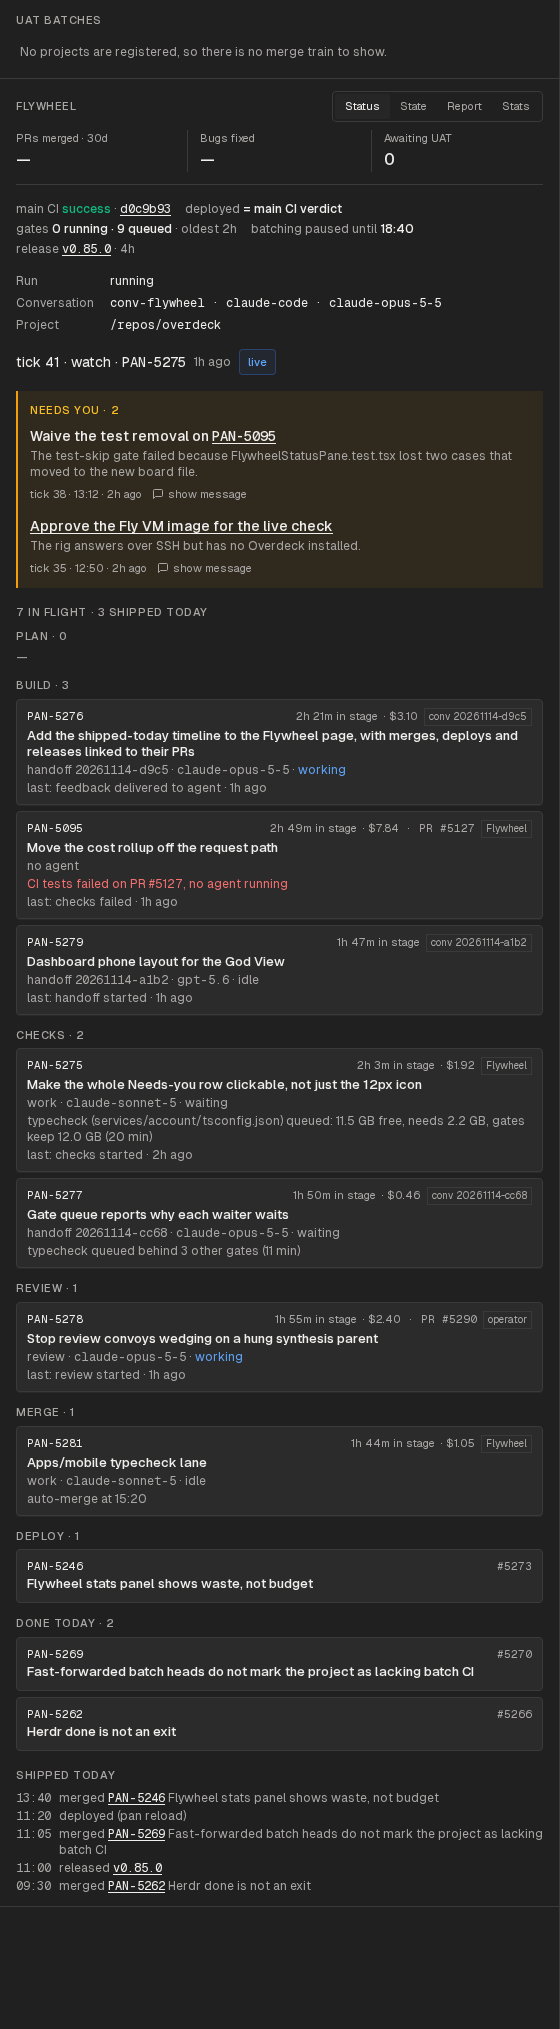 UAT BATCHES
No projects are registered, so there is no merge train to show.
FLYWHEEL
Status State Report Stats
PRs merged · 30d
—
Bugs fixed
—
Awaiting UAT
0
main CI success · d0c9b93 deployed = main CI verdict
gates 0 running · 9 queued · oldest 2h batching paused until 18:40
release v0.85.0 · 4h
Run running
Conversation conv-flywheel · claude-code · claude-opus-5-5
Project /repos/overdeck
tick 41 · watch · PAN-5275 1h ago live
NEEDS YOU · 2
Waive the test removal on PAN-5095
The test-skip gate failed because FlywheelStatusPane.test.tsx lost two cases that
moved to the new board file.
tick 38 · 13:12 · 2h ago show message
Approve the Fly VM image for the live check
The rig answers over SSH but has no Overdeck installed.
tick 35 · 12:50 · 2h ago show message
7 IN FLIGHT · 3 SHIPPED TODAY
PLAN · 0
—
BUILD · 3
PAN-5276 2h 21m in stage · $3.10 conv 20261114-d9c5
Add the shipped-today timeline to the Flywheel page, with merges, deploys and
releases linked to their PRs
handoff 20261114-d9c5 · claude-opus-5-5 · working
last: feedback delivered to agent · 1h ago
PAN-5095 2h 49m in stage · $7.84 · PR #5127 Flywheel
Move the cost rollup off the request path
no agent
CI tests failed on PR #5127, no agent running
last: checks failed · 1h ago
PAN-5279 1h 47m in stage conv 20261114-a1b2
Dashboard phone layout for the God View
handoff 20261114-a1b2 · gpt-5.6 · idle
last: handoff started · 1h ago
CHECKS · 2
PAN-5275 2h 3m in stage · $1.92 Flywheel
Make the whole Needs-you row clickable, not just the 12px icon
work · claude-sonnet-5 · waiting
typecheck (services/account/tsconfig.json) queued: 11.5 GB free, needs 2.2 GB, gates
keep 12.0 GB (20 min)
last: checks started · 2h ago
PAN-5277 1h 50m in stage · $0.46 conv 20261114-cc68
Gate queue reports why each waiter waits
handoff 20261114-cc68 · claude-opus-5-5 · waiting
typecheck queued behind 3 other gates (11 min)
REVIEW · 1
PAN-5278 1h 55m in stage · $2.40 · PR #5290 operator
Stop review convoys wedging on a hung synthesis parent
review · claude-opus-5-5 · working
last: review started · 1h ago
MERGE · 1
PAN-5281 1h 44m in stage · $1.05 Flywheel
Apps/mobile typecheck lane
work · claude-sonnet-5 · idle
auto-merge at 15:20
DEPLOY · 1
PAN-5246 #5273
Flywheel stats panel shows waste, not budget
DONE TODAY · 2
PAN-5269 #5270
Fast-forwarded batch heads do not mark the project as lacking batch CI
PAN-5262 #5266
Herdr done is not an exit
SHIPPED TODAY
13:40 merged PAN-5246 Flywheel stats panel shows waste, not budget
11:20 deployed (pan reload)
11:05 merged PAN-5269 Fast-forwarded batch heads do not mark the project as lacking
batch CI
11:00 released v0.85.0
09:30 merged PAN-5262 Herdr done is not an exit